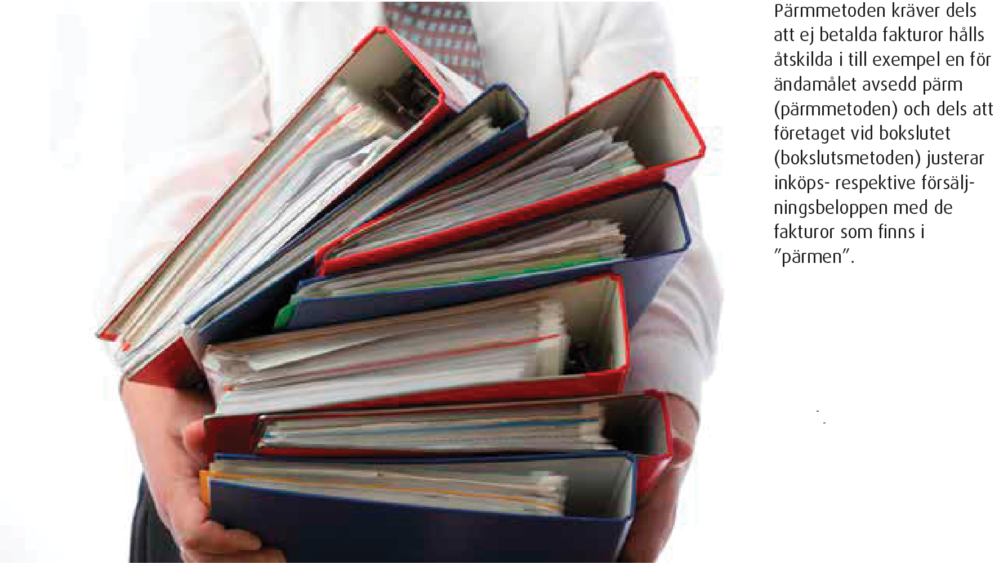 Pärmmetoden kräver dels
att ej betalda fakturor hålls
åtskilda i till exempel en för
ändamålet avsedd pärm
(pärmmetoden) och dels att
företaget vid bokslutet
(bokslutsmetoden) justerar
inköps- respektive försälj-
ningsbeloppen med de
fakturor som finns i
”pärmen”.